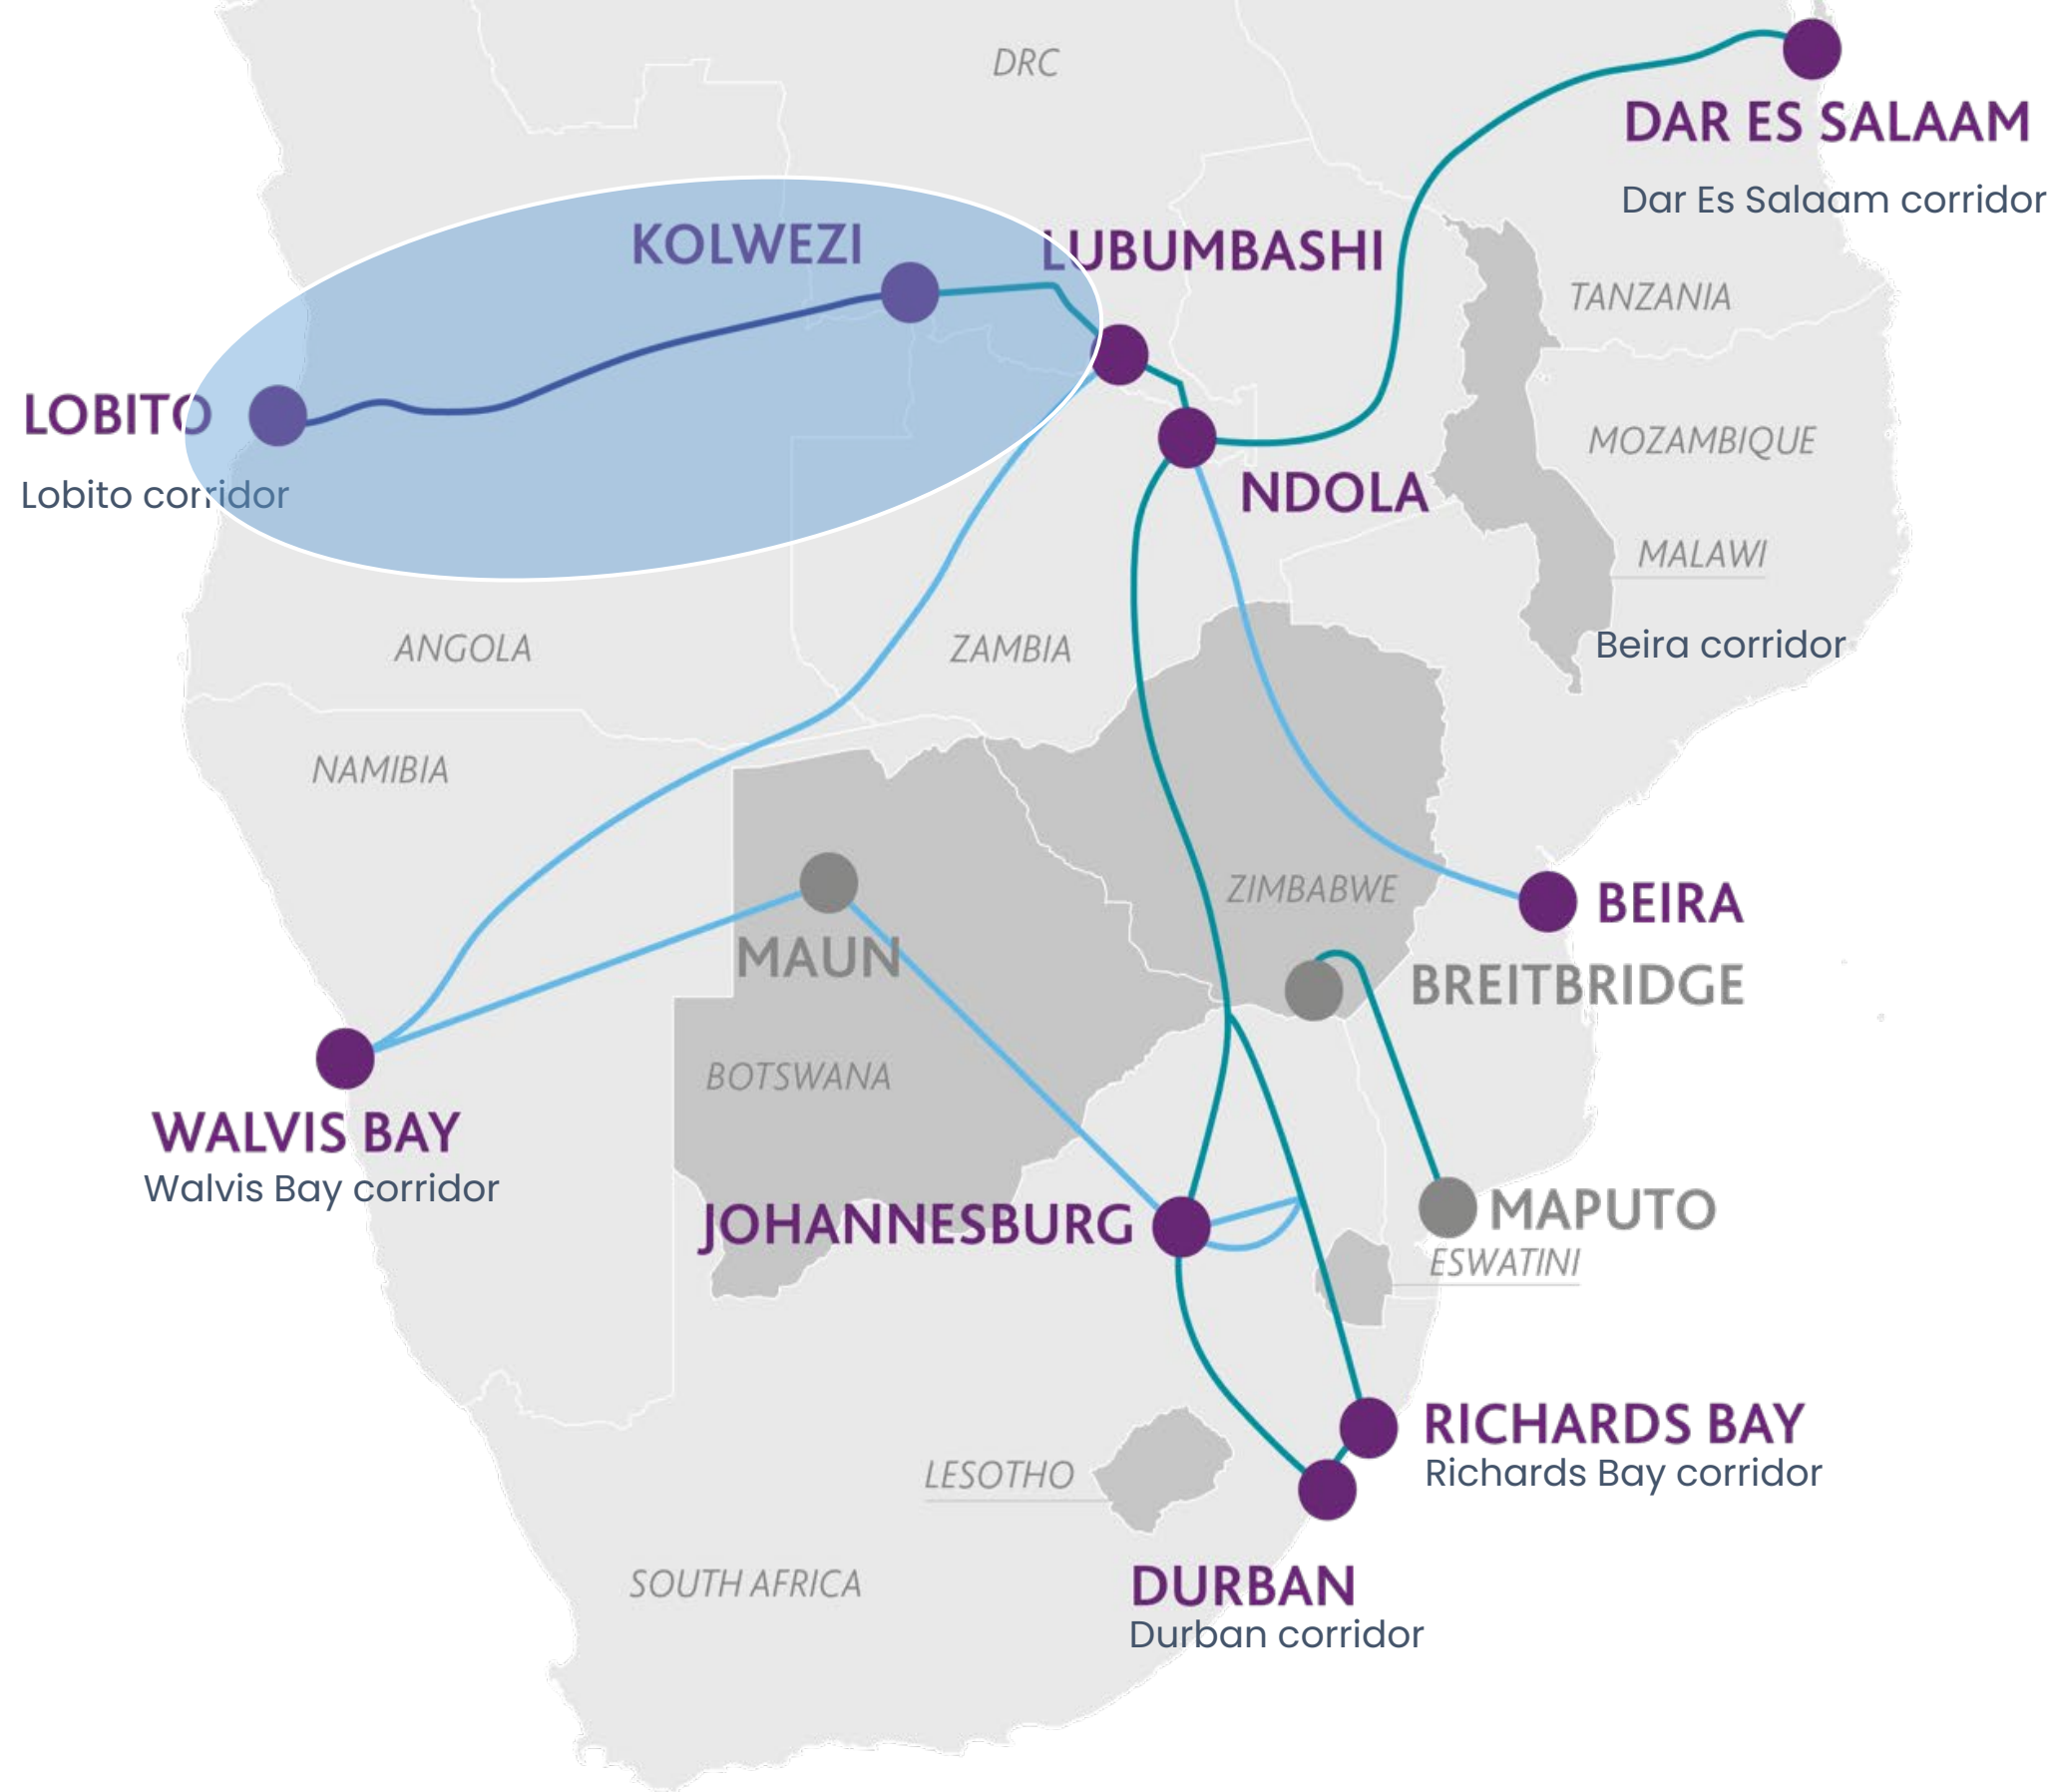 DRC
DAR ES SALAAM
Dar Es Salaam corridor
KOLWEZI
LUBUMBASHI
TANZANIA
LOBITO
Lobito corridor
MOZAMBIQUE
NDOLA
MALAWI
ANGOLA
ZAMBIA
Beira corridor
NAMIBIA
ZIMBABWE
BEIRA
MAUN
BREITBRIDGE
BOTSWANA
WALVIS BAY
Walvis Bay corridor
JOHANNESBURG
MAPUTO
ESWATINI
RICHARDS BAY
Richards Bay corridor
LESOTHO
SOUTH AFRICA
DURBAN
Durban corridor